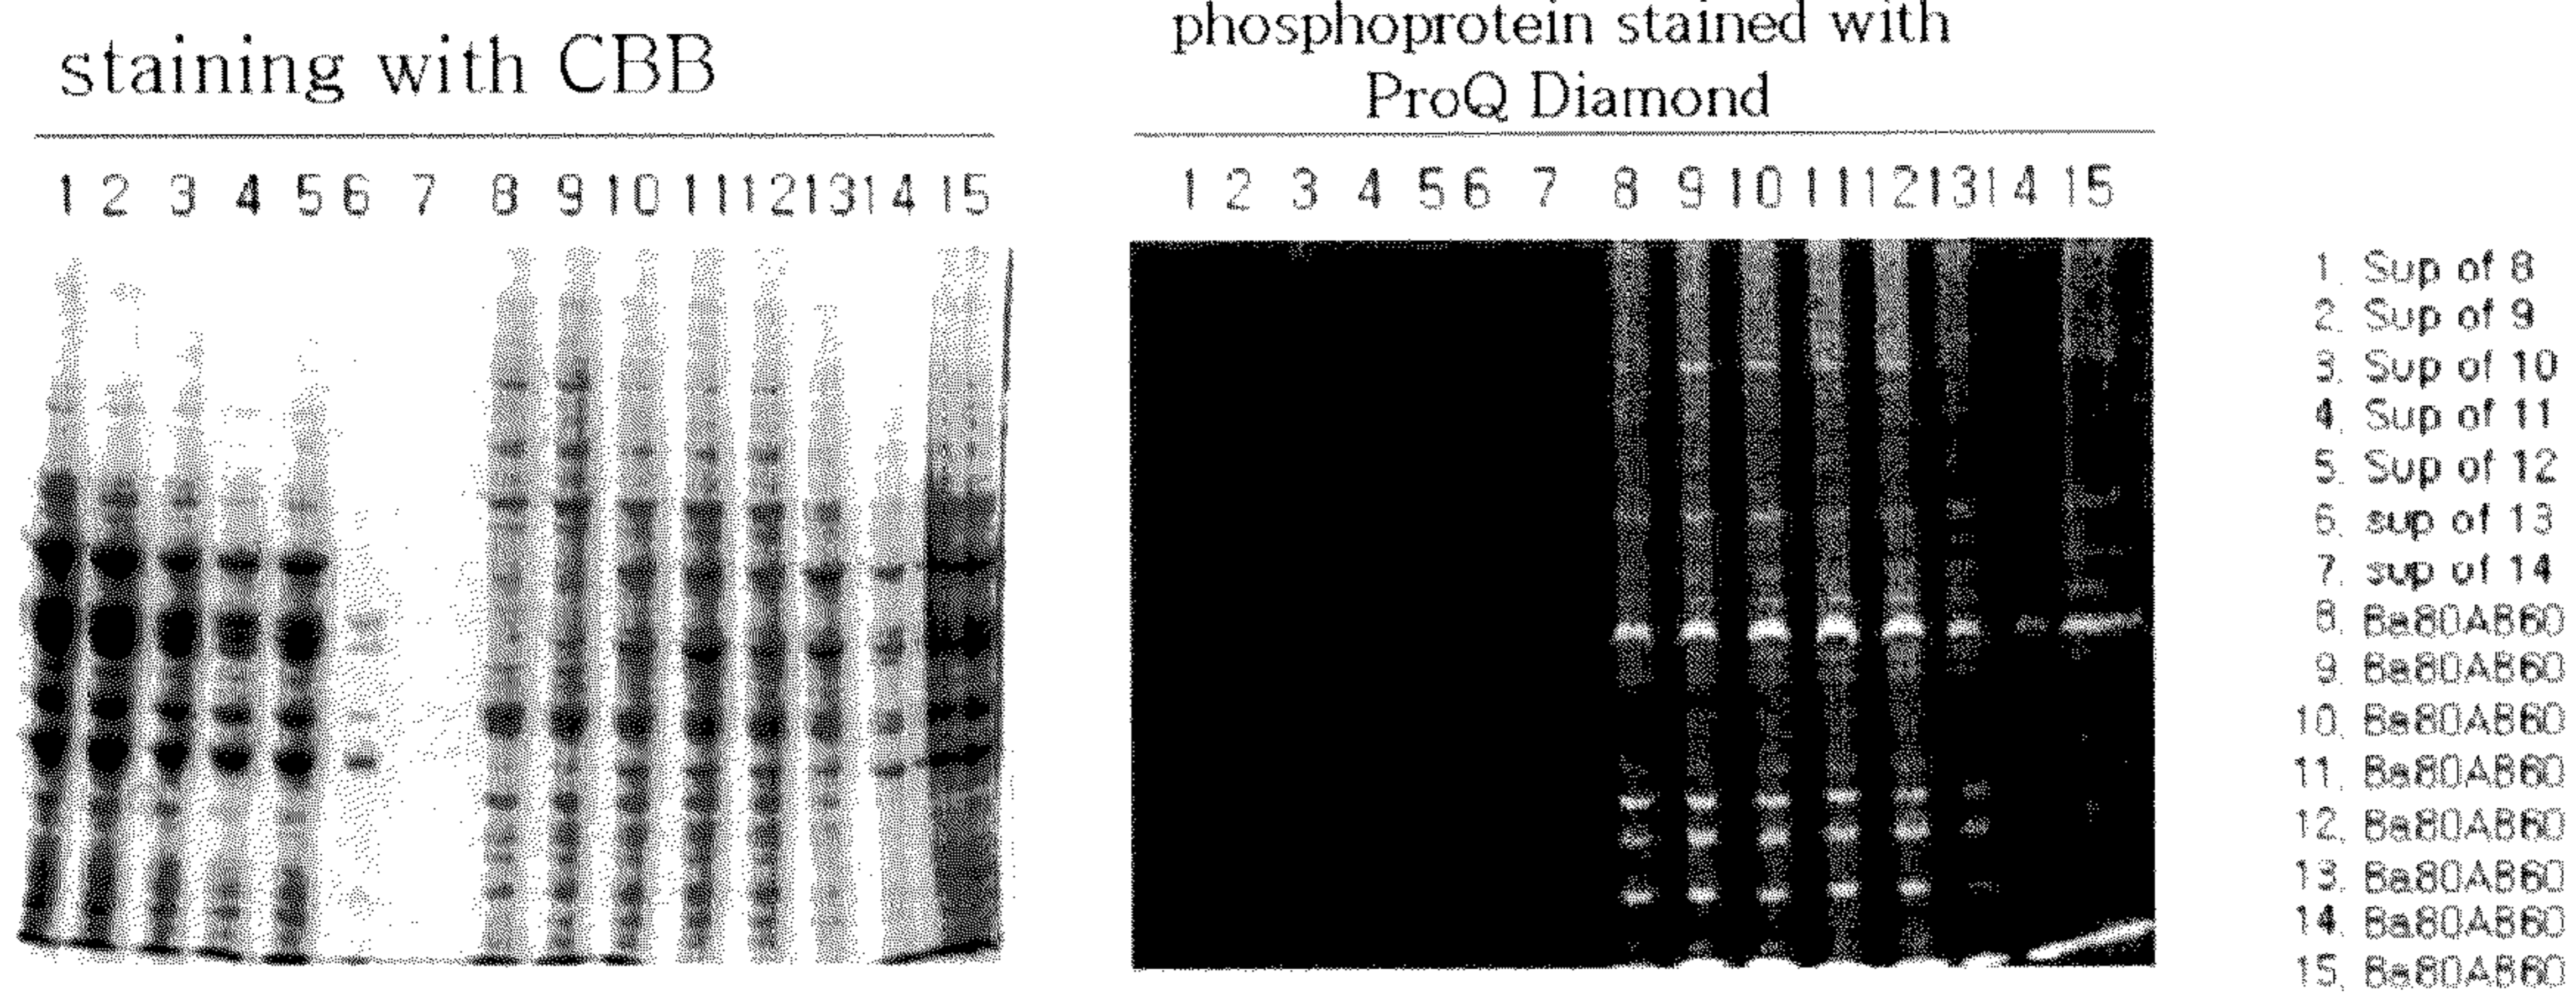 staining with CBB
1 2 3 4 5 6 7 8 9 10 11 12 13 14 15
phosphoprotein stained with
ProQ Diamond
1 2 3 4 5 6 7 8 9 10 11 12 13 14 15
1. Sup of 8
2. Sup of 9
3. Sup of 10
4. Sup of 11
5. Sup of 12
6. sup of 13
7. sup of 14
8. Ba80AB60
9. Ba80AB60
10. Ba80AB60
11. Ba80AB60
12. Ba80AB60
13. Ba80AB60
14. Ba80AB60
15. Ba80AB60